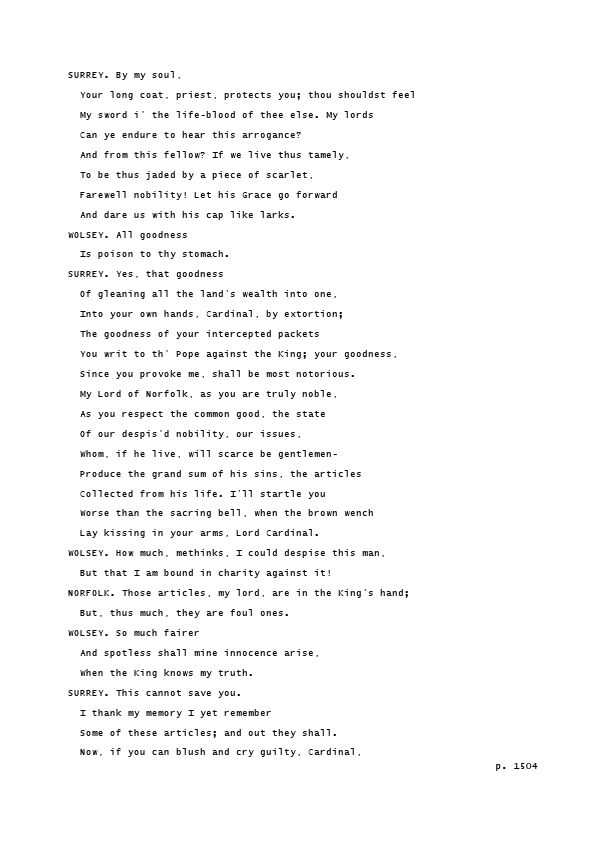 SURREY. By my soul,
Your long coat, priest, protects you; thou shouldst feel
My sword i' the life-blood of thee else. My lords
Can ye endure to hear this arrogance?
And from this fellow? If we live thus tamely,
To be thus jaded by a piece of scarlet,
Farewell nobility! Let his Grace go forward
And dare us with his cap like larks.
WOLSEY. All goodness
Is poison to thy stomach.
SURREY. Yes, that goodness
Of gleaning all the land's wealth into one,
Into your own hands, Cardinal, by extortion;
The goodness of your intercepted packets
You writ to th' Pope against the King; your goodness,
Since you provoke me, shall be most notorious.
My Lord of Norfolk, as you are truly noble,
As you respect the common good, the state
Of our despis'd nobility, our issues,
Whom, if he live, will scarce be gentlemen-
Produce the grand sum of his sins, the articles
Collected from his life. I'll startle you
Worse than the sacring bell, when the brown wench
Lay kissing in your arms, Lord Cardinal.
WOLSEY. How much, methinks, I could despise this man,
But that I am bound in charity against it!
NORFOLK. Those articles, my lord, are in the King's hand;
But, thus much, they are foul ones.
WOLSEY. So much fairer
And spotless shall mine innocence arise,
When the King knows my truth.
SURREY. This cannot save you.
I thank my memory I yet remember
Some of these articles; and out they shall.
Now, if you can blush and cry guilty, Cardinal,
p. 1504